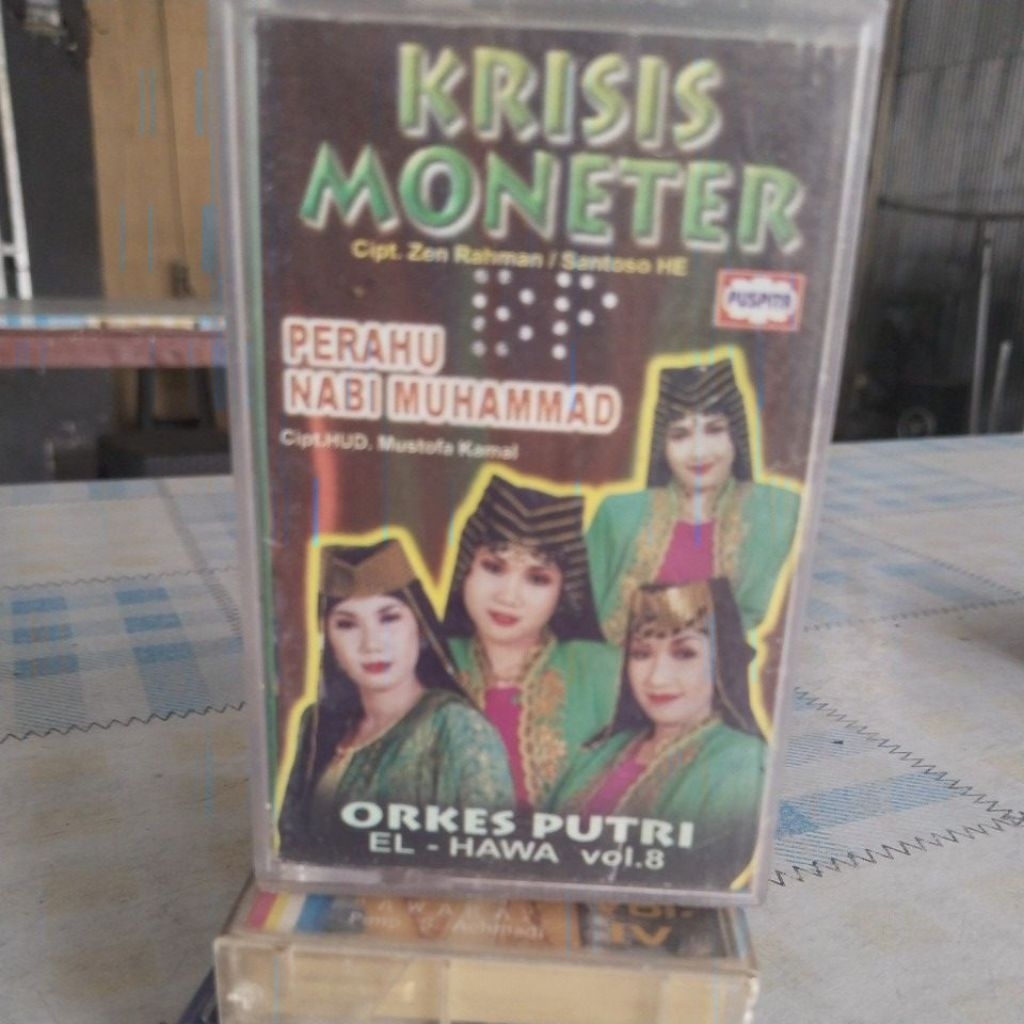 KRISIS
MONETER
Cipt. Zen Rahman / Santoso HE
PUSPITA
PERAHU
NABI MUHAMMAD
Cipt.HUD. Mustofa Kamal
ORKES PUTRI
EL - HAWA vol.8
IV